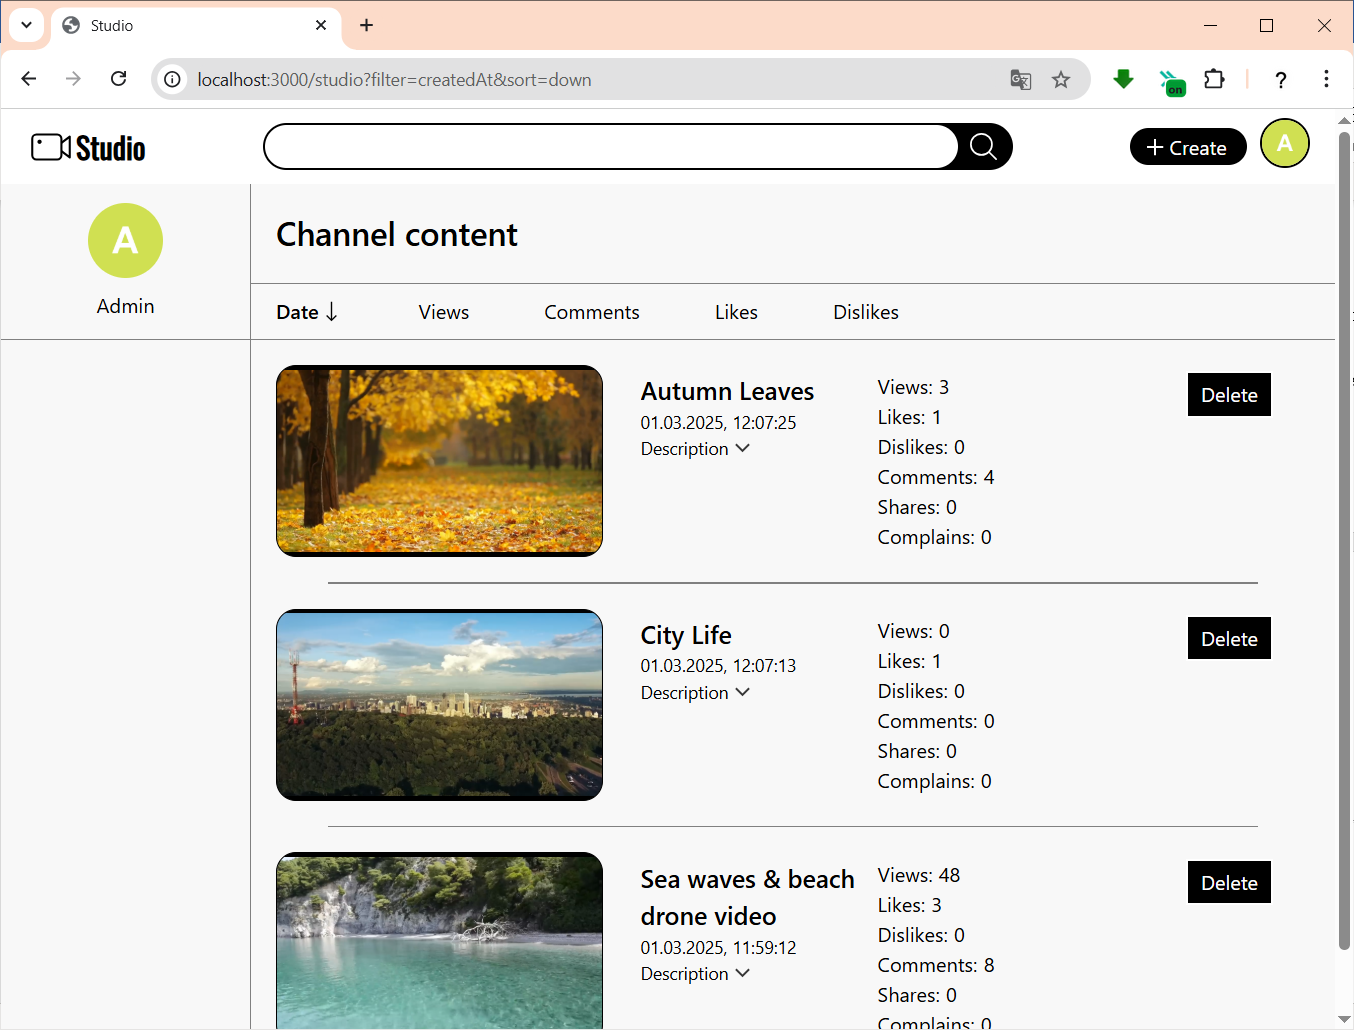 Studio
localhost:3000/studio?filter=createdAt&sort=down
on
?
Studio
+ Create
A
A
Admin
Channel content
Date ↓ Views Comments Likes Dislikes
Autumn Leaves
01.03.2025, 12:07:25
Description
Views: 3
Likes: 1
Dislikes: 0
Comments: 4
Shares: 0
Complains: 0
Delete
City Life
01.03.2025, 12:07:13
Description
Views: 0
Likes: 1
Dislikes: 0
Comments: 0
Shares: 0
Complains: 0
Delete
Sea waves & beach
drone video
01.03.2025, 11:59:12
Description
Views: 48
Likes: 3
Dislikes: 0
Comments: 8
Shares: 0
Complains: 0
Delete